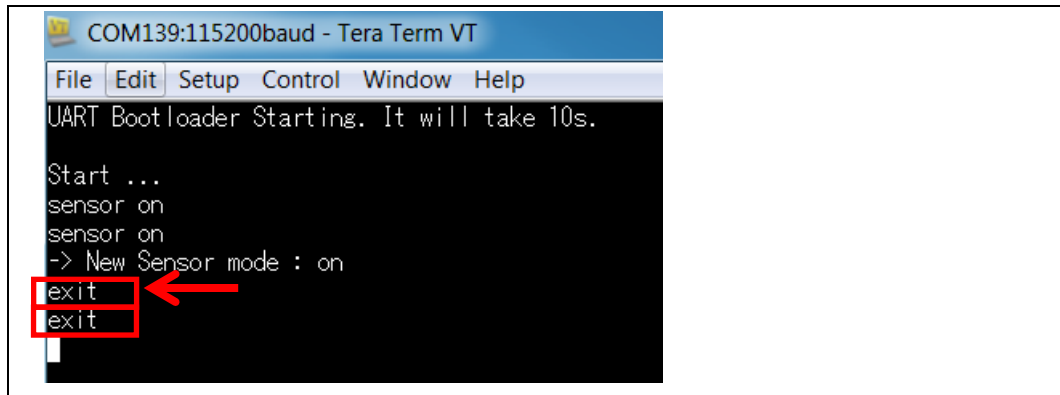 COM139:115200baud - Tera Term VT
File Edit Setup Control Window Help
UART Bootloader Starting. It will take 10s.
Start ...
sensor on
sensor on
-> New Sensor mode : on
exit
exit